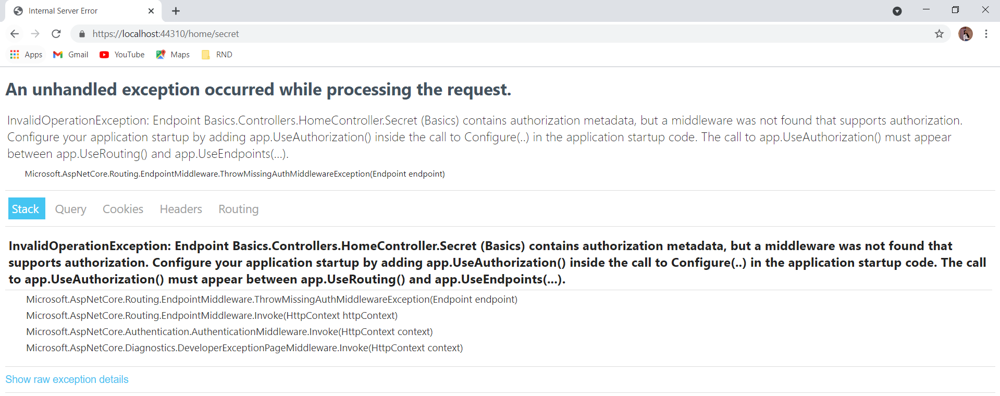 Internal Server Error
https://localhost:44310/home/secret
Apps Gmail YouTube Maps RND
An unhandled exception occurred while processing the request.
InvalidOperationException: Endpoint Basics.Controllers.HomeController.Secret (Basics) contains authorization metadata, but a middleware was not found that supports authorization.
Configure your application startup by adding app.UseAuthorization() inside the call to Configure(..) in the application startup code. The call to app.UseAuthorization() must appear
between app.UseRouting() and app.UseEndpoints(...).
Microsoft.AspNetCore.Routing.EndpointMiddleware.ThrowMissingAuthMiddlewareException(Endpoint endpoint)
Stack Query Cookies Headers Routing
InvalidOperationException: Endpoint Basics.Controllers.HomeController.Secret (Basics) contains authorization metadata, but a middleware was not found that
supports authorization. Configure your application startup by adding app.UseAuthorization() inside the call to Configure(..) in the application startup code. The call
to app.UseAuthorization() must appear between app.UseRouting() and app.UseEndpoints(...).
Microsoft.AspNetCore.Routing.EndpointMiddleware.ThrowMissingAuthMiddlewareException(Endpoint endpoint)
Microsoft.AspNetCore.Routing.EndpointMiddleware.Invoke(HttpContext httpContext)
Microsoft.AspNetCore.Authentication.AuthenticationMiddleware.Invoke(HttpContext context)
Microsoft.AspNetCore.Diagnostics.DeveloperExceptionPageMiddleware.Invoke(HttpContext context)
Show raw exception details